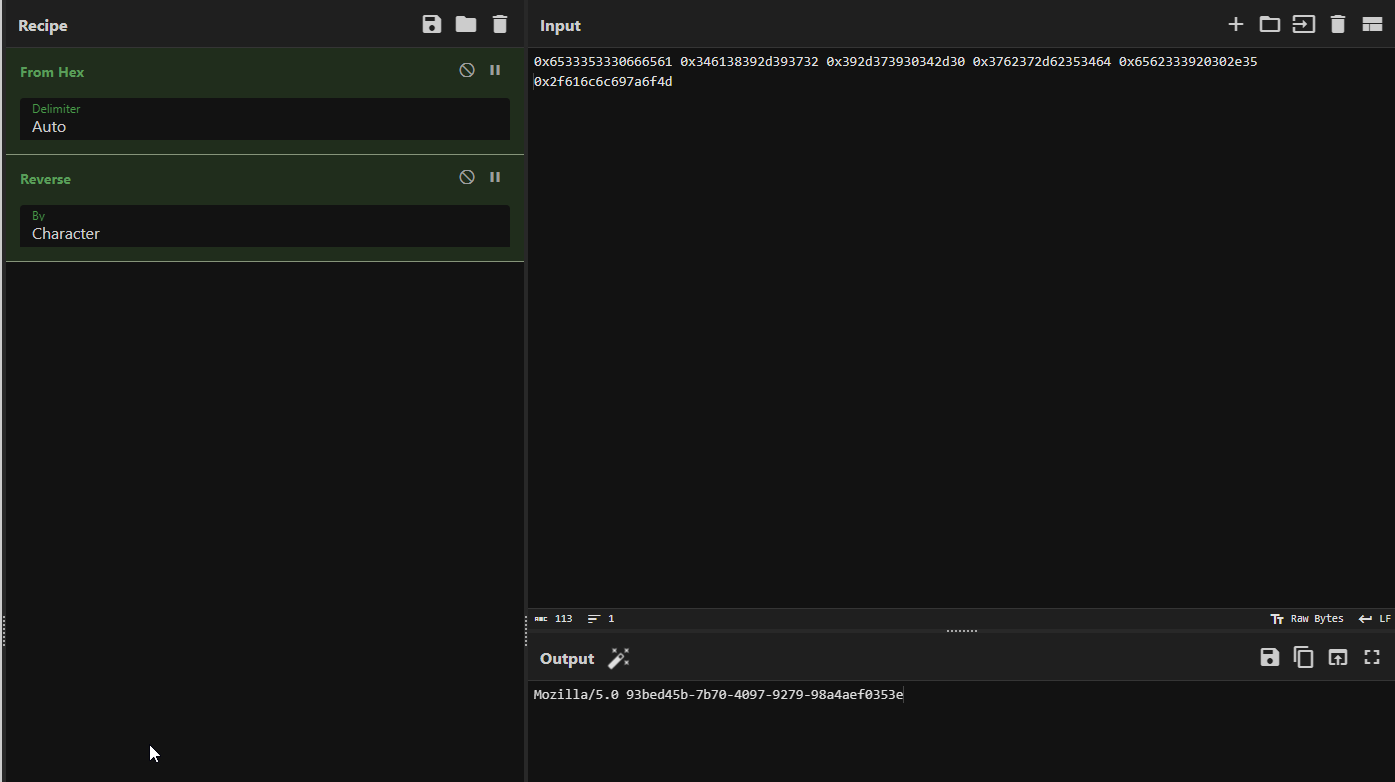 Recipe
From Hex
Delimiter
Auto
Reverse
By
Character
Input
0x6533353330666561 0x346138392d393732 0x392d373930342d30 0x3762372d62353464 0x6562333920302e35
0x2f616c6c697a6f4d
ABC 113 1
Tт Raw Bytes LF
Output
Mozilla/5.0 93bed45b-7b70-4097-9279-98a4aef0353e